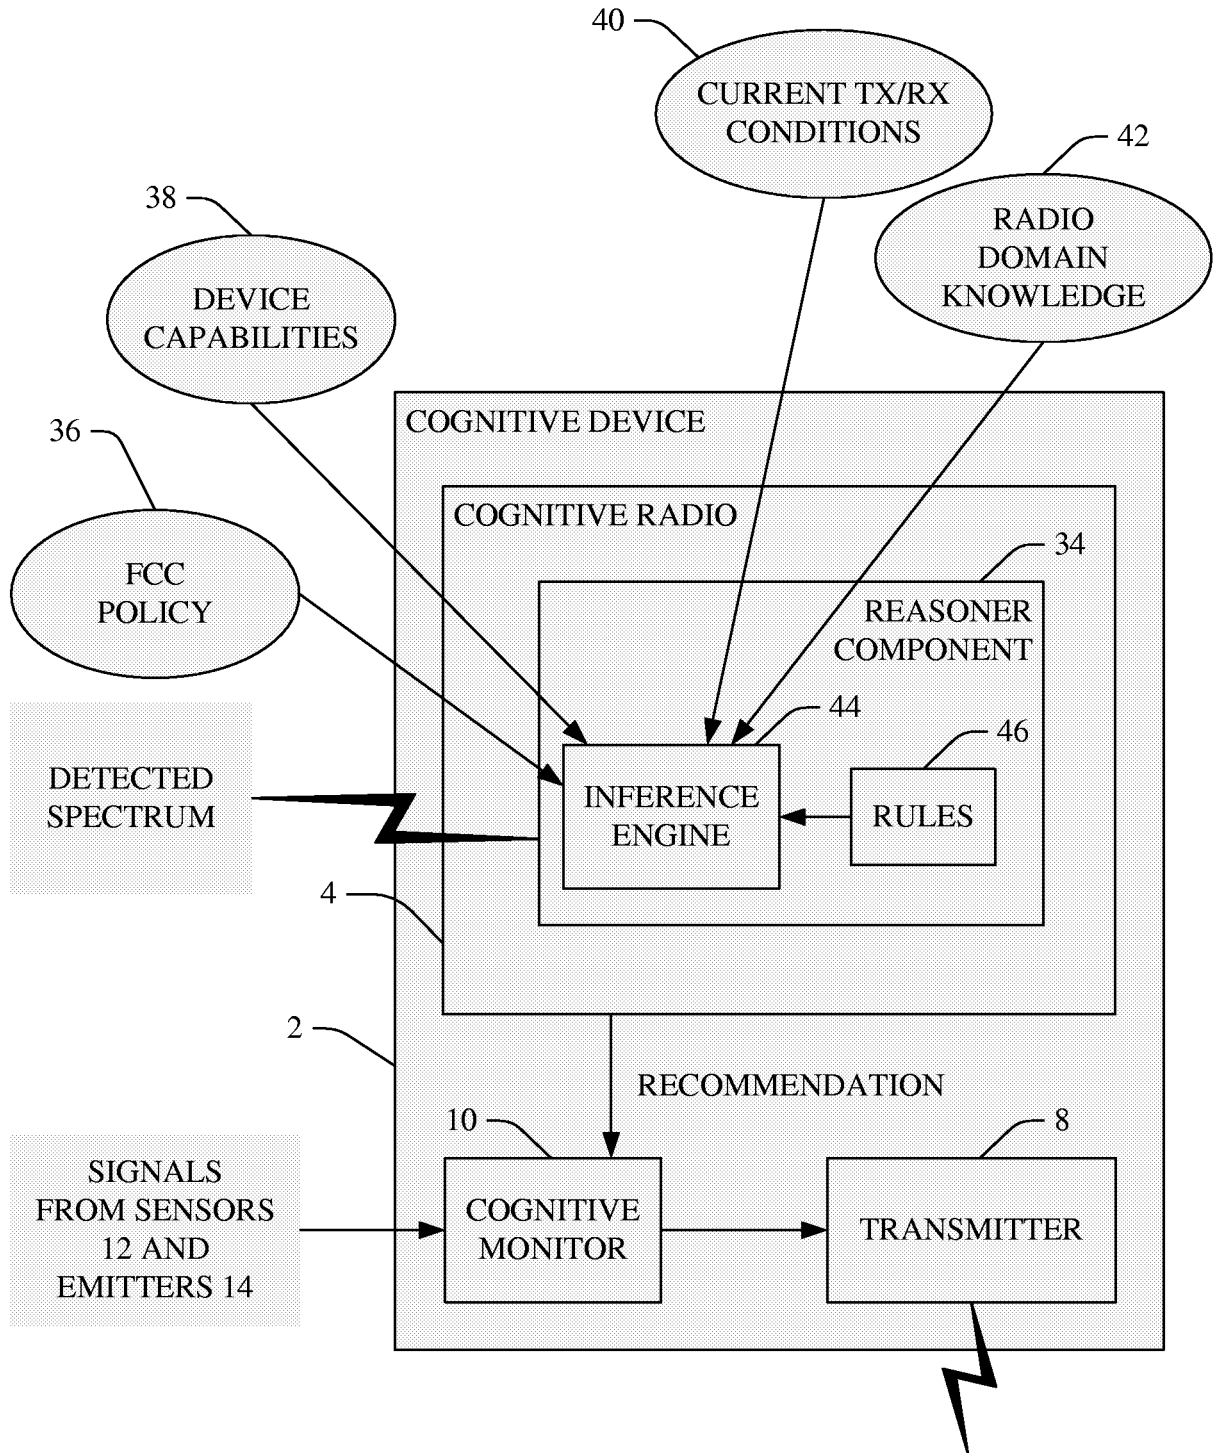 40
CURRENT TX/RX
CONDITIONS
42
RADIO
DOMAIN
KNOWLEDGE
38
DEVICE
CAPABILITIES
COGNITIVE DEVICE
36
FCC
POLICY
COGNITIVE RADIO
34
REASONER
COMPONENT
44
46
DETECTED
SPECTRUM
INFERENCE
ENGINE
RULES
4
2
RECOMMENDATION
10
8
SIGNALS
FROM SENSORS
12 AND
EMITTERS 14
COGNITIVE
MONITOR
TRANSMITTER